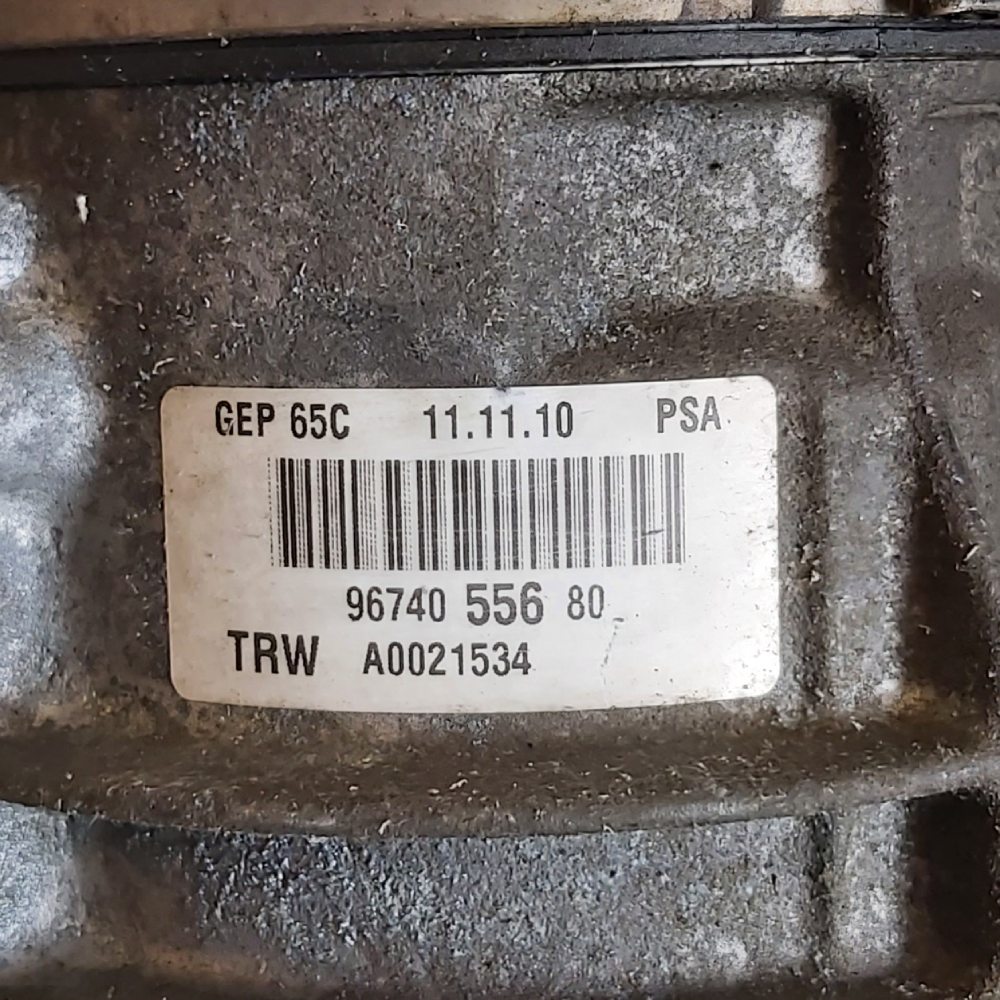 GEP 65C 11.11.10 PSA
96740 556 80
TRW A0021534